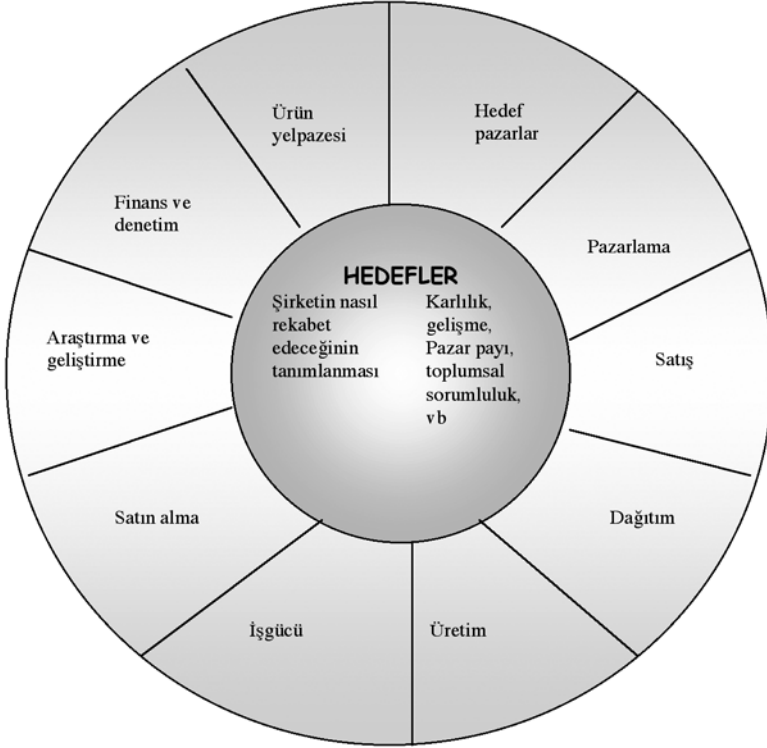 Ürün
yelpazesi
Hedef
pazarlar
Finans ve
denetim
Pazarlama
HEDEFLER
Şirketin nasıl
rekabet
edeceğinin
tanımlanması
Karlılık,
gelişme,
Pazar payı,
toplumsal
sorumluluk,
vb
Araştırma ve
geliştirme
Satış
Satın alma
Dağıtım
İşgücü
Üretim